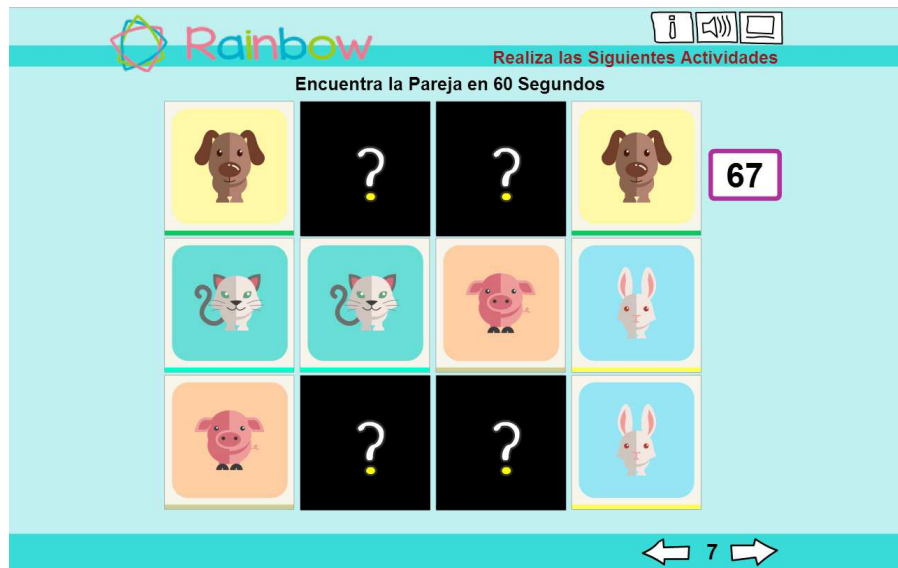 Rainbow
i
Realiza las Siguientes Actividades
Encuentra la Pareja en 60 Segundos
? ?
67
? ?
7